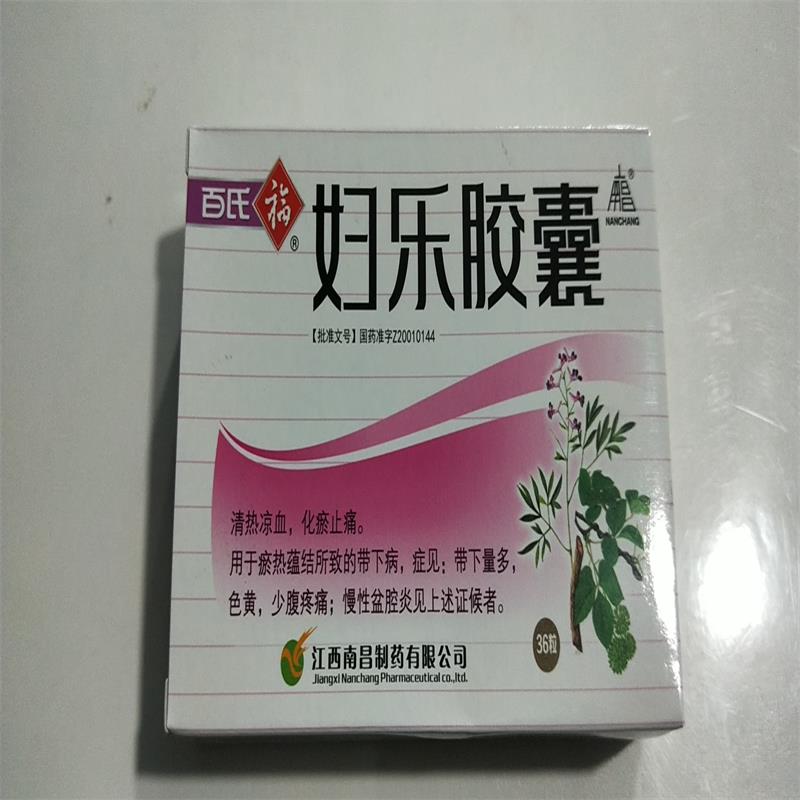 百氏
福
®
妇乐胶囊
®
南昌
NANCHANG
【批准文号】国药准字Z20010144
清热凉血，化瘀止痛。
用于瘀热蕴结所致的带下病，症见：带下量多，
色黄，少腹疼痛；慢性盆腔炎见上述证候者。
36粒
江西南昌制药有限公司
Jiangxi Nanchang Pharmaceutical co.,ltd.